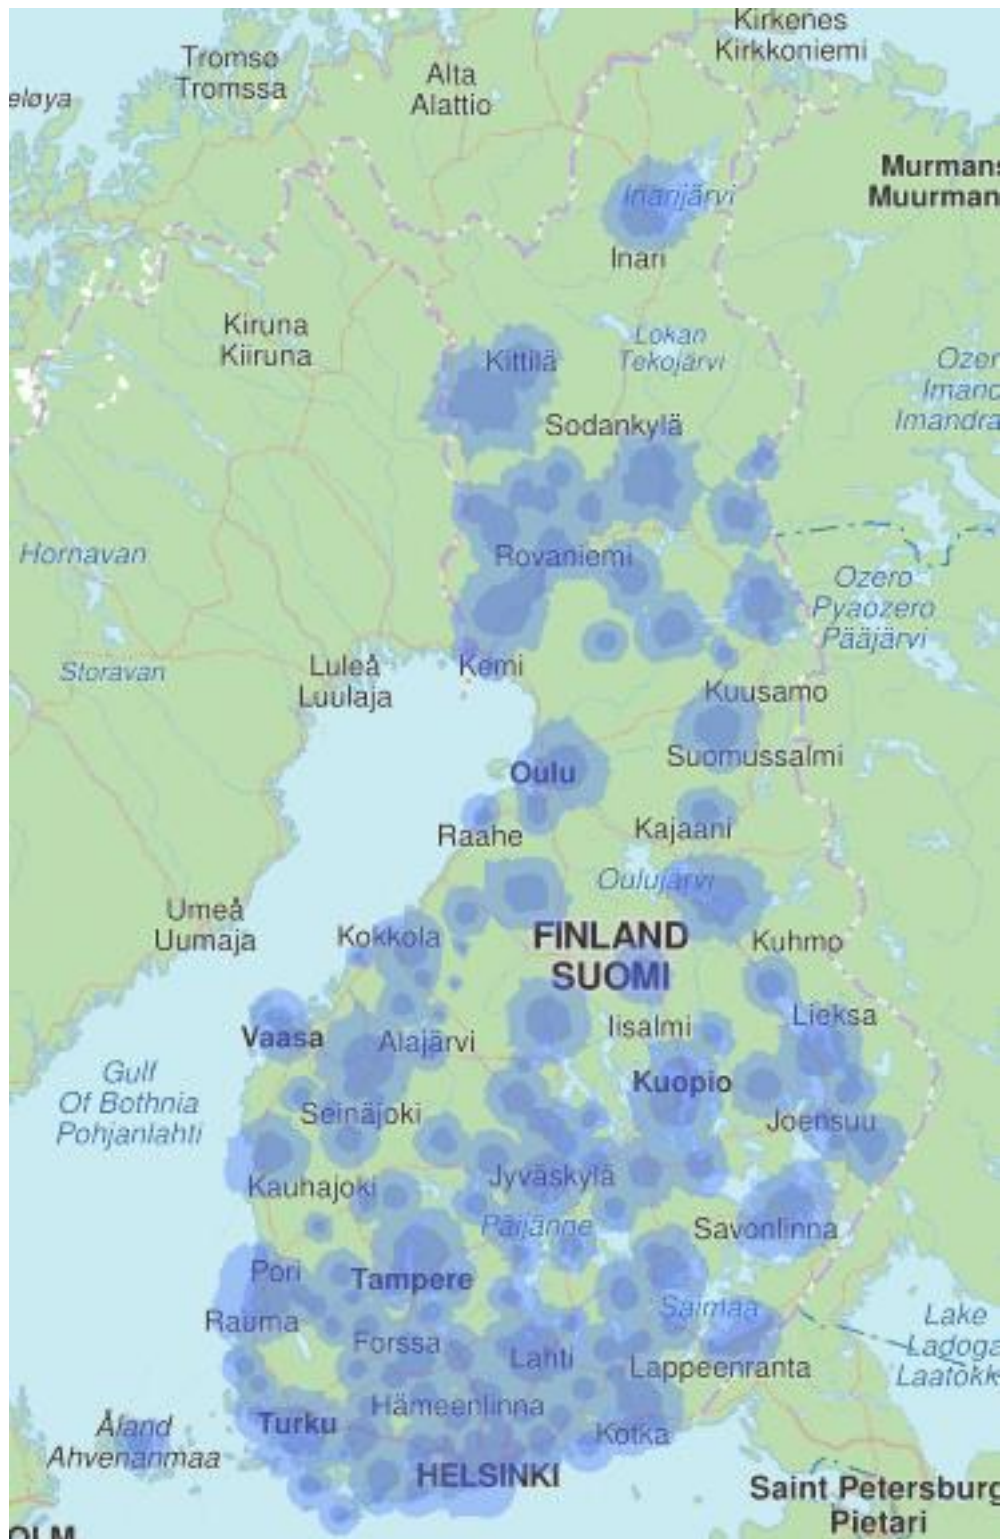 Kirkenes
Kirkkoniemi
Tromsø
Tromssa
Alta
Alattio
eløya
Murmans
Muurman
Inarijärvi
Inari
Kiruna
Kiiruna
Lokan
Tekojärvi
Kittilä
Ozer
Imand
Imandra
Sodankylä
Hornavan
Rovaniemi
Ozero
Pyaozero
Pääjärvi
Storavan
Luleå
Luulaja
Kemi
Kuusamo
Suomussalmi
Oulu
Raahe
Kajaani
Oulujärvi
Umeå
Uumaja
Kokkola
FINLAND
SUOMI
Kuhmo
Vaasa
Alajärvi
Iisalmi
Lieksa
Gulf
Of Bothnia
Pohjanlahti
Kuopio
Seinäjoki
Joensuu
Kauhajoki
Jyväskylä
Päijänne
Savonlinna
Pori
Tampere
Rauma
Saimaa
Lake
Ladoga
Laatokk
Forssa
Lahti
Lappeenranta
Hämeenlinna
Åland
Ahvenanmaa
Turku
Kotka
HELSINKI
Saint Petersburg
Pietari
OLM